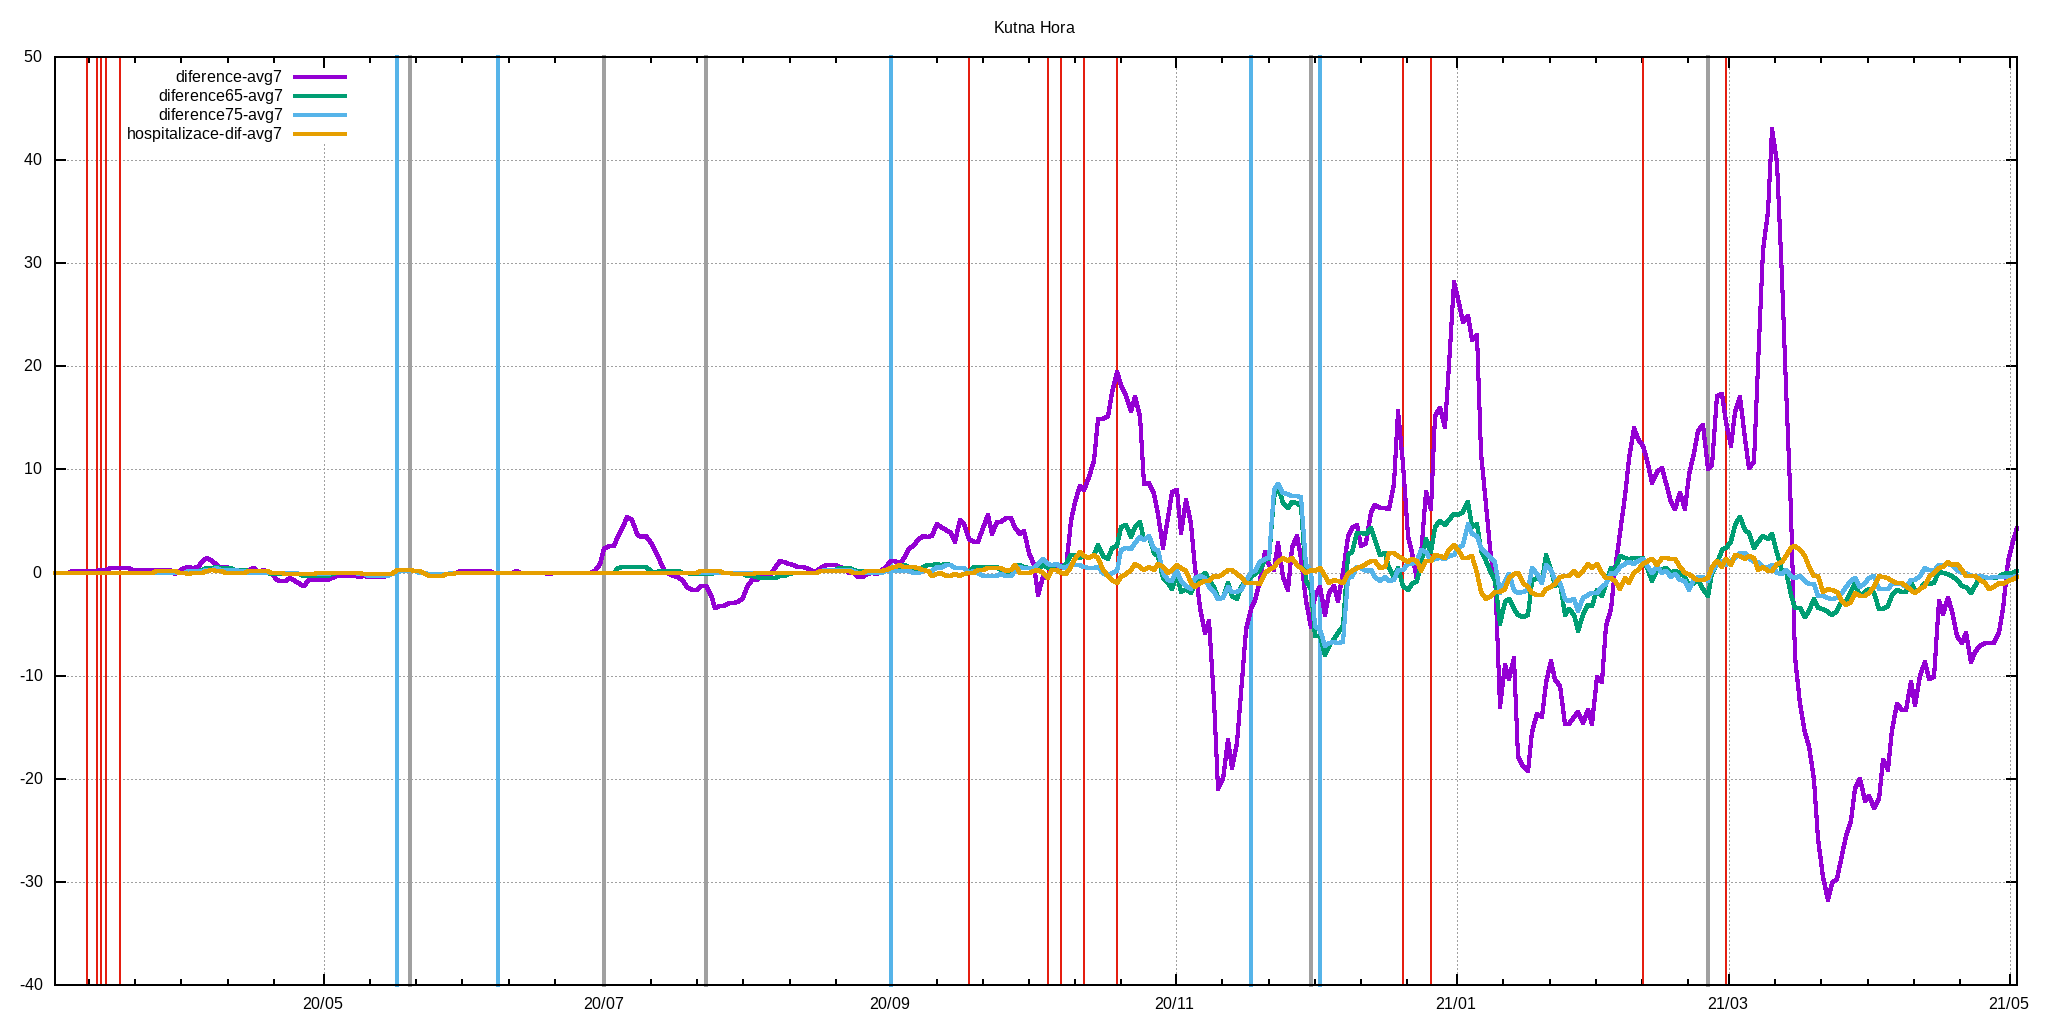 Kutna Hora
50
diference-avg7
diference65-avg7
diference75-avg7
hospitalizace-dif-avg7
40
30
20
10
0
-10
-20
-30
-40
20/05 20/07 20/09 20/11 21/01 21/03 21/05